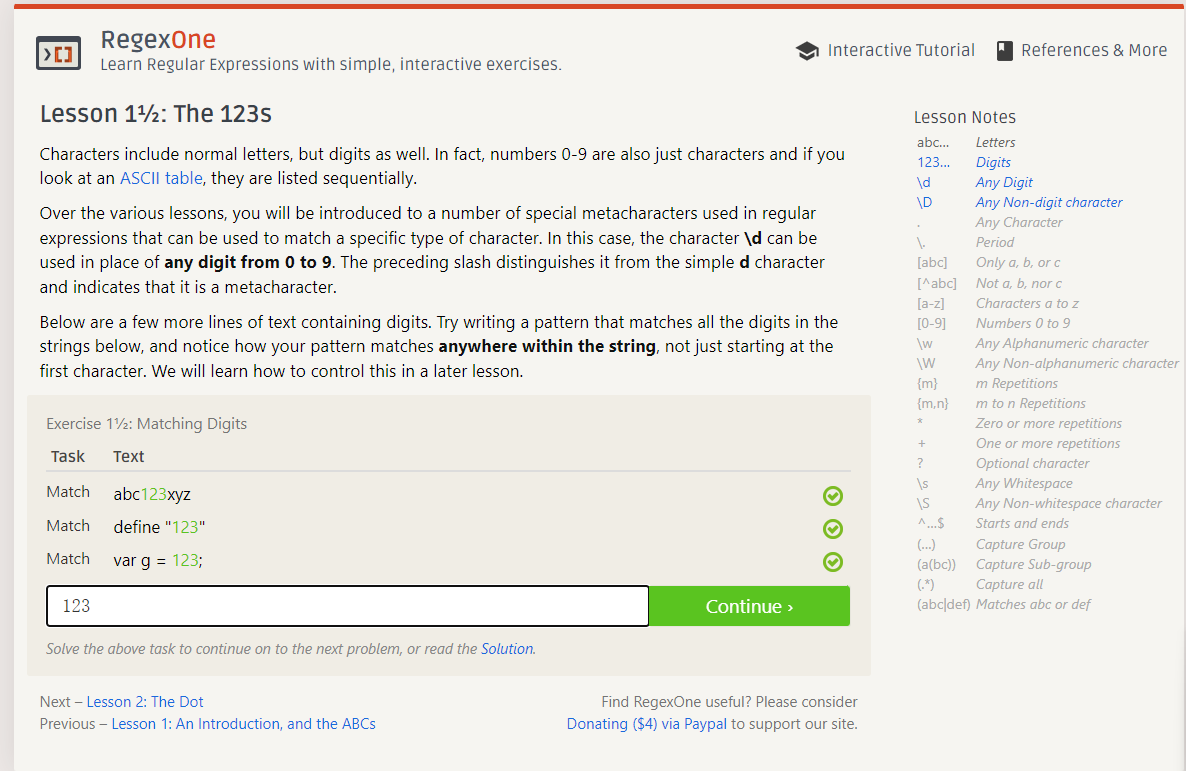 RegexOne
Learn Regular Expressions with simple, interactive exercises.
Interactive Tutorial
References & More
Lesson 1½: The 123s
Characters include normal letters, but digits as well. In fact, numbers 0-9 are also just characters and if you
look at an ASCII table, they are listed sequentially.
Over the various lessons, you will be introduced to a number of special metacharacters used in regular
expressions that can be used to match a specific type of character. In this case, the character \d can be
used in place of any digit from 0 to 9. The preceding slash distinguishes it from the simple d character
and indicates that it is a metacharacter.
Below are a few more lines of text containing digits. Try writing a pattern that matches all the digits in the
strings below, and notice how your pattern matches anywhere within the string, not just starting at the
first character. We will learn how to control this in a later lesson.
Exercise 1½: Matching Digits
Task Text
Match abc123xyz
Match define "123"
Match var g = 123;
123
Continue ›
Solve the above task to continue on to the next problem, or read the Solution.
Next – Lesson 2: The Dot
Previous – Lesson 1: An Introduction, and the ABCs
Find RegexOne useful? Please consider
Donating ($4) via Paypal to support our site.
Lesson Notes
abc… Letters
123… Digits
\d Any Digit
\D Any Non-digit character
. Any Character
\. Period
[abc] Only a, b, or c
[^abc] Not a, b, nor c
[a-z] Characters a to z
[0-9] Numbers 0 to 9
\w Any Alphanumeric character
\W Any Non-alphanumeric character
{m} m Repetitions
{m,n} m to n Repetitions
* Zero or more repetitions
+ One or more repetitions
? Optional character
\s Any Whitespace
\S Any Non-whitespace character
^…$ Starts and ends
(…) Capture Group
(a(bc)) Capture Sub-group
(.*) Capture all
(abc|def) Matches abc or def